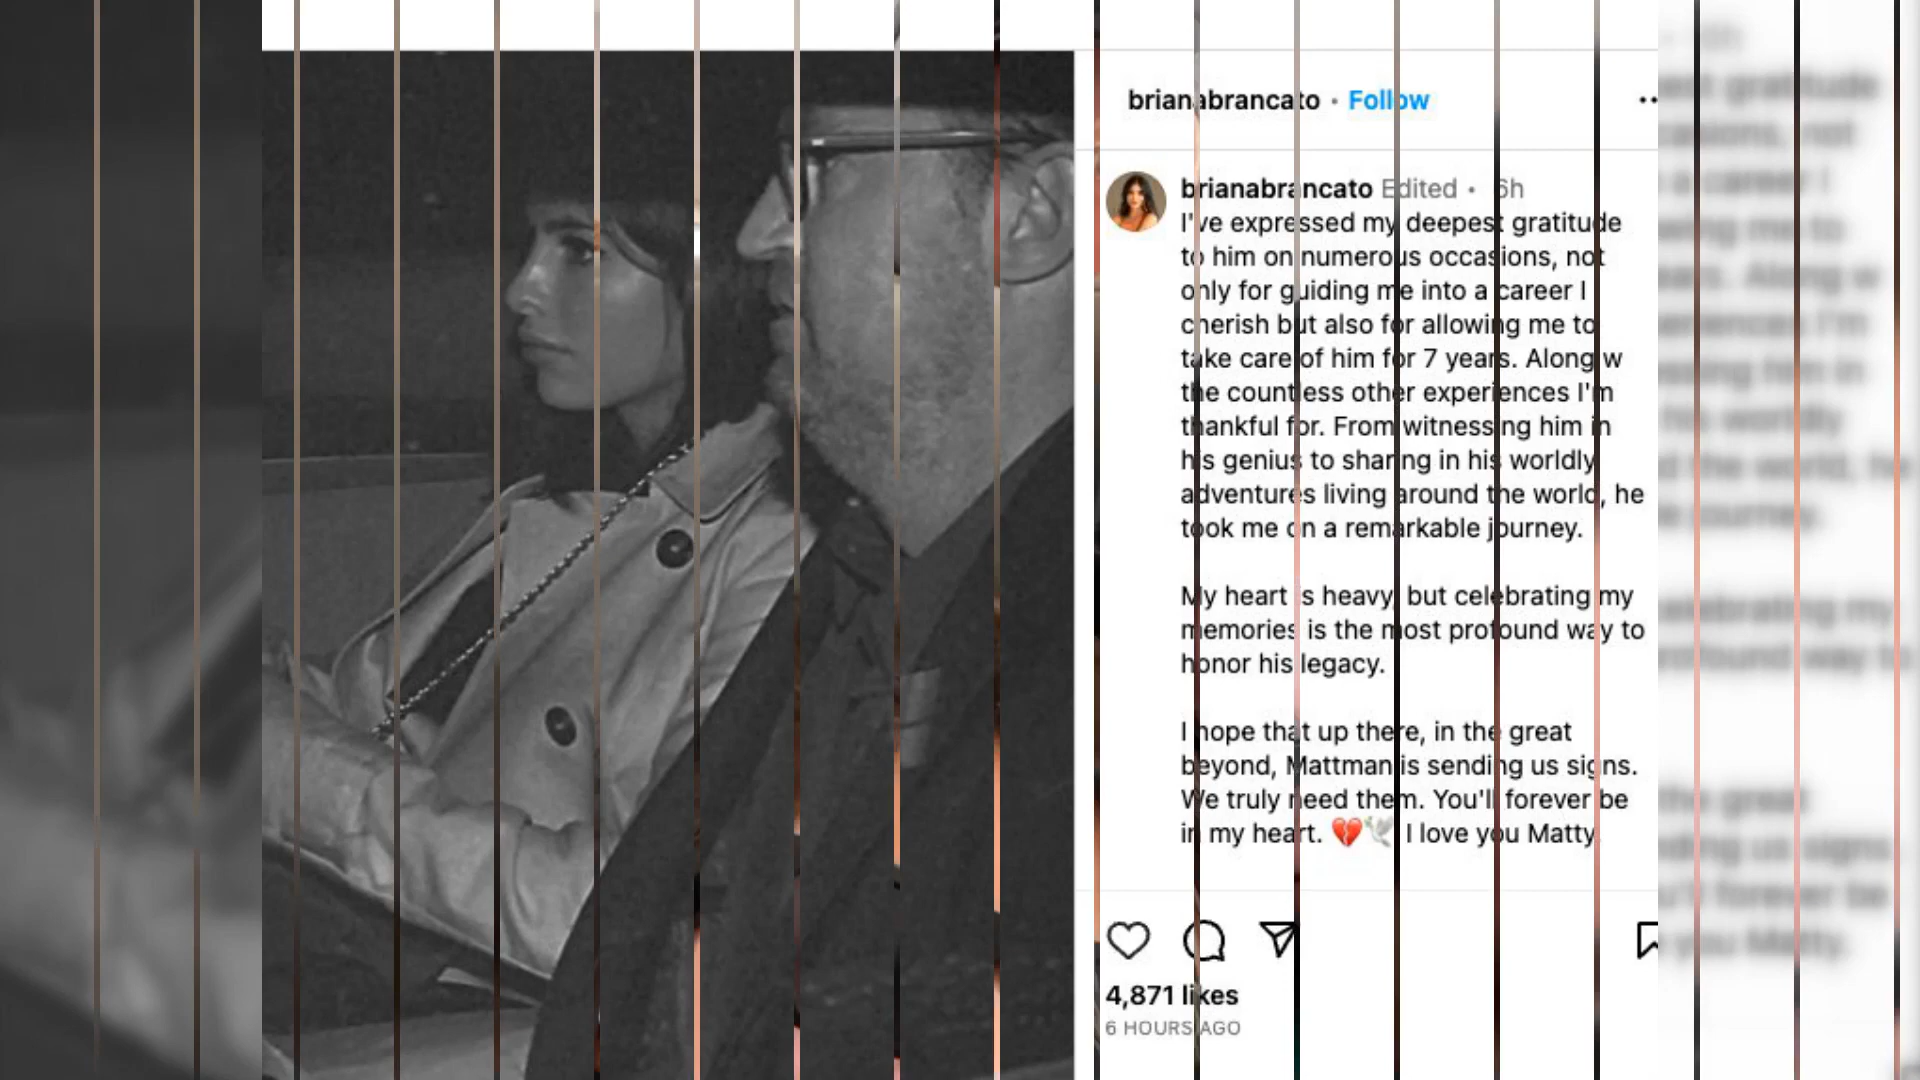 brianabrancato • Follow
brianabrancato Edited • 6h
I've expressed my deepest gratitude
to him on numerous occasions, not
only for guiding me into a career I
cherish but also for allowing me to
take care of him for 7 years. Along w
the countless other experiences I'm
thankful for. From witnessing him in
his genius to sharing in his worldly
adventures living around the world, he
took me on a remarkable journey.
My heart is heavy, but celebrating my
memories is the most profound way to
honor his legacy.
I hope that up there, in the great
beyond, Mattman is sending us signs.
We truly need them. You'll forever be
in my heart. 💔🕊️ I love you Matty.
4,871 likes
6 HOURS AGO